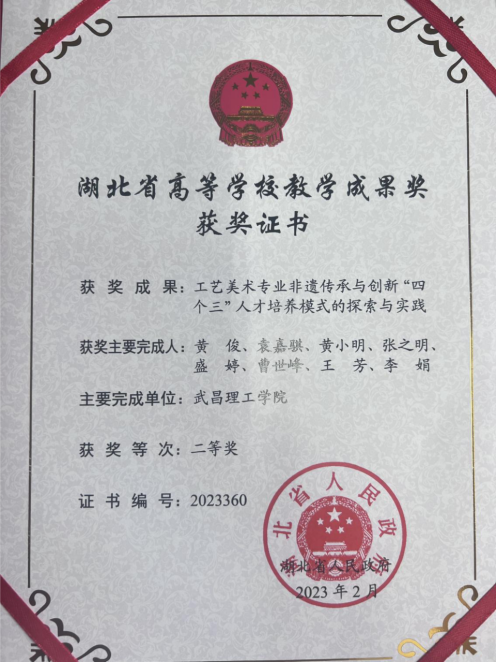 湖北省高等学校教学成果奖
获奖证书
获奖成果：工艺美术专业非遗传承与创新“四
个三”人才培养模式的探索与实践
获奖主要完成人：黄 俊、袁嘉骐、黄小明、张之明、
盛 婷、曹世峰、王 芳、李 娟
主要完成单位：武昌理工学院
获奖等次：二等奖
证书编号：2023360
湖北省人民政府
湖北省人民政府
2023 年 2 月